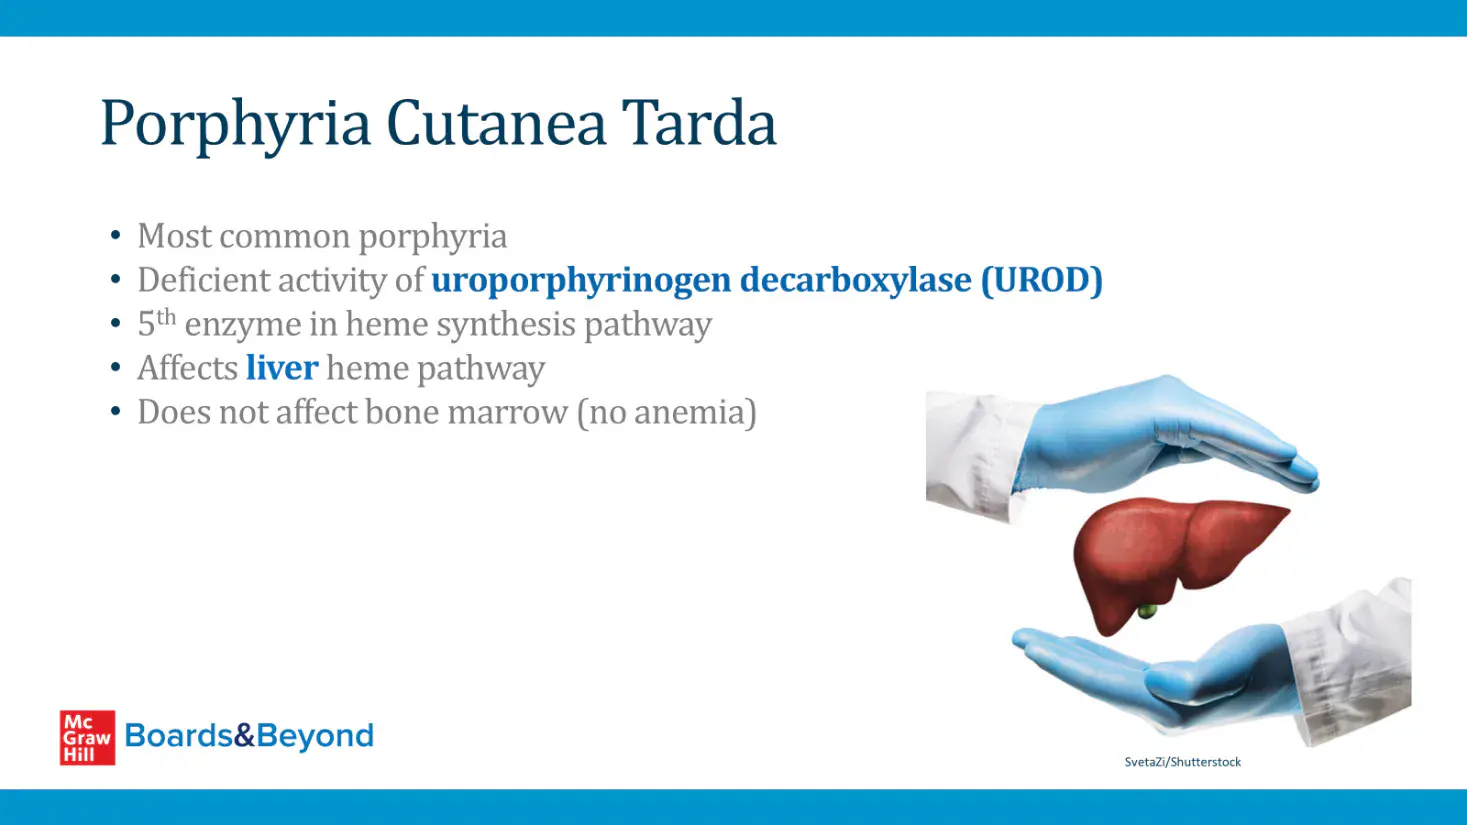 Porphyria Cutanea Tarda
• Most common porphyria
• Deficient activity of uroporphyrinogen decarboxylase (UROD)
• 5th enzyme in heme synthesis pathway
• Affects liver heme pathway
• Does not affect bone marrow (no anemia)
Mc
Graw
Hill
Boards&Beyond
SvetaZi/Shutterstock